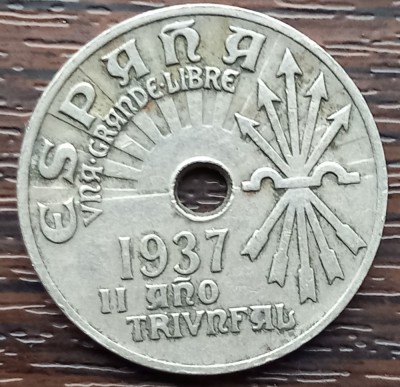 ESPAÑA
VNA·GRANDE·LIBRE
1937
II AÑO
TRIVNFAL